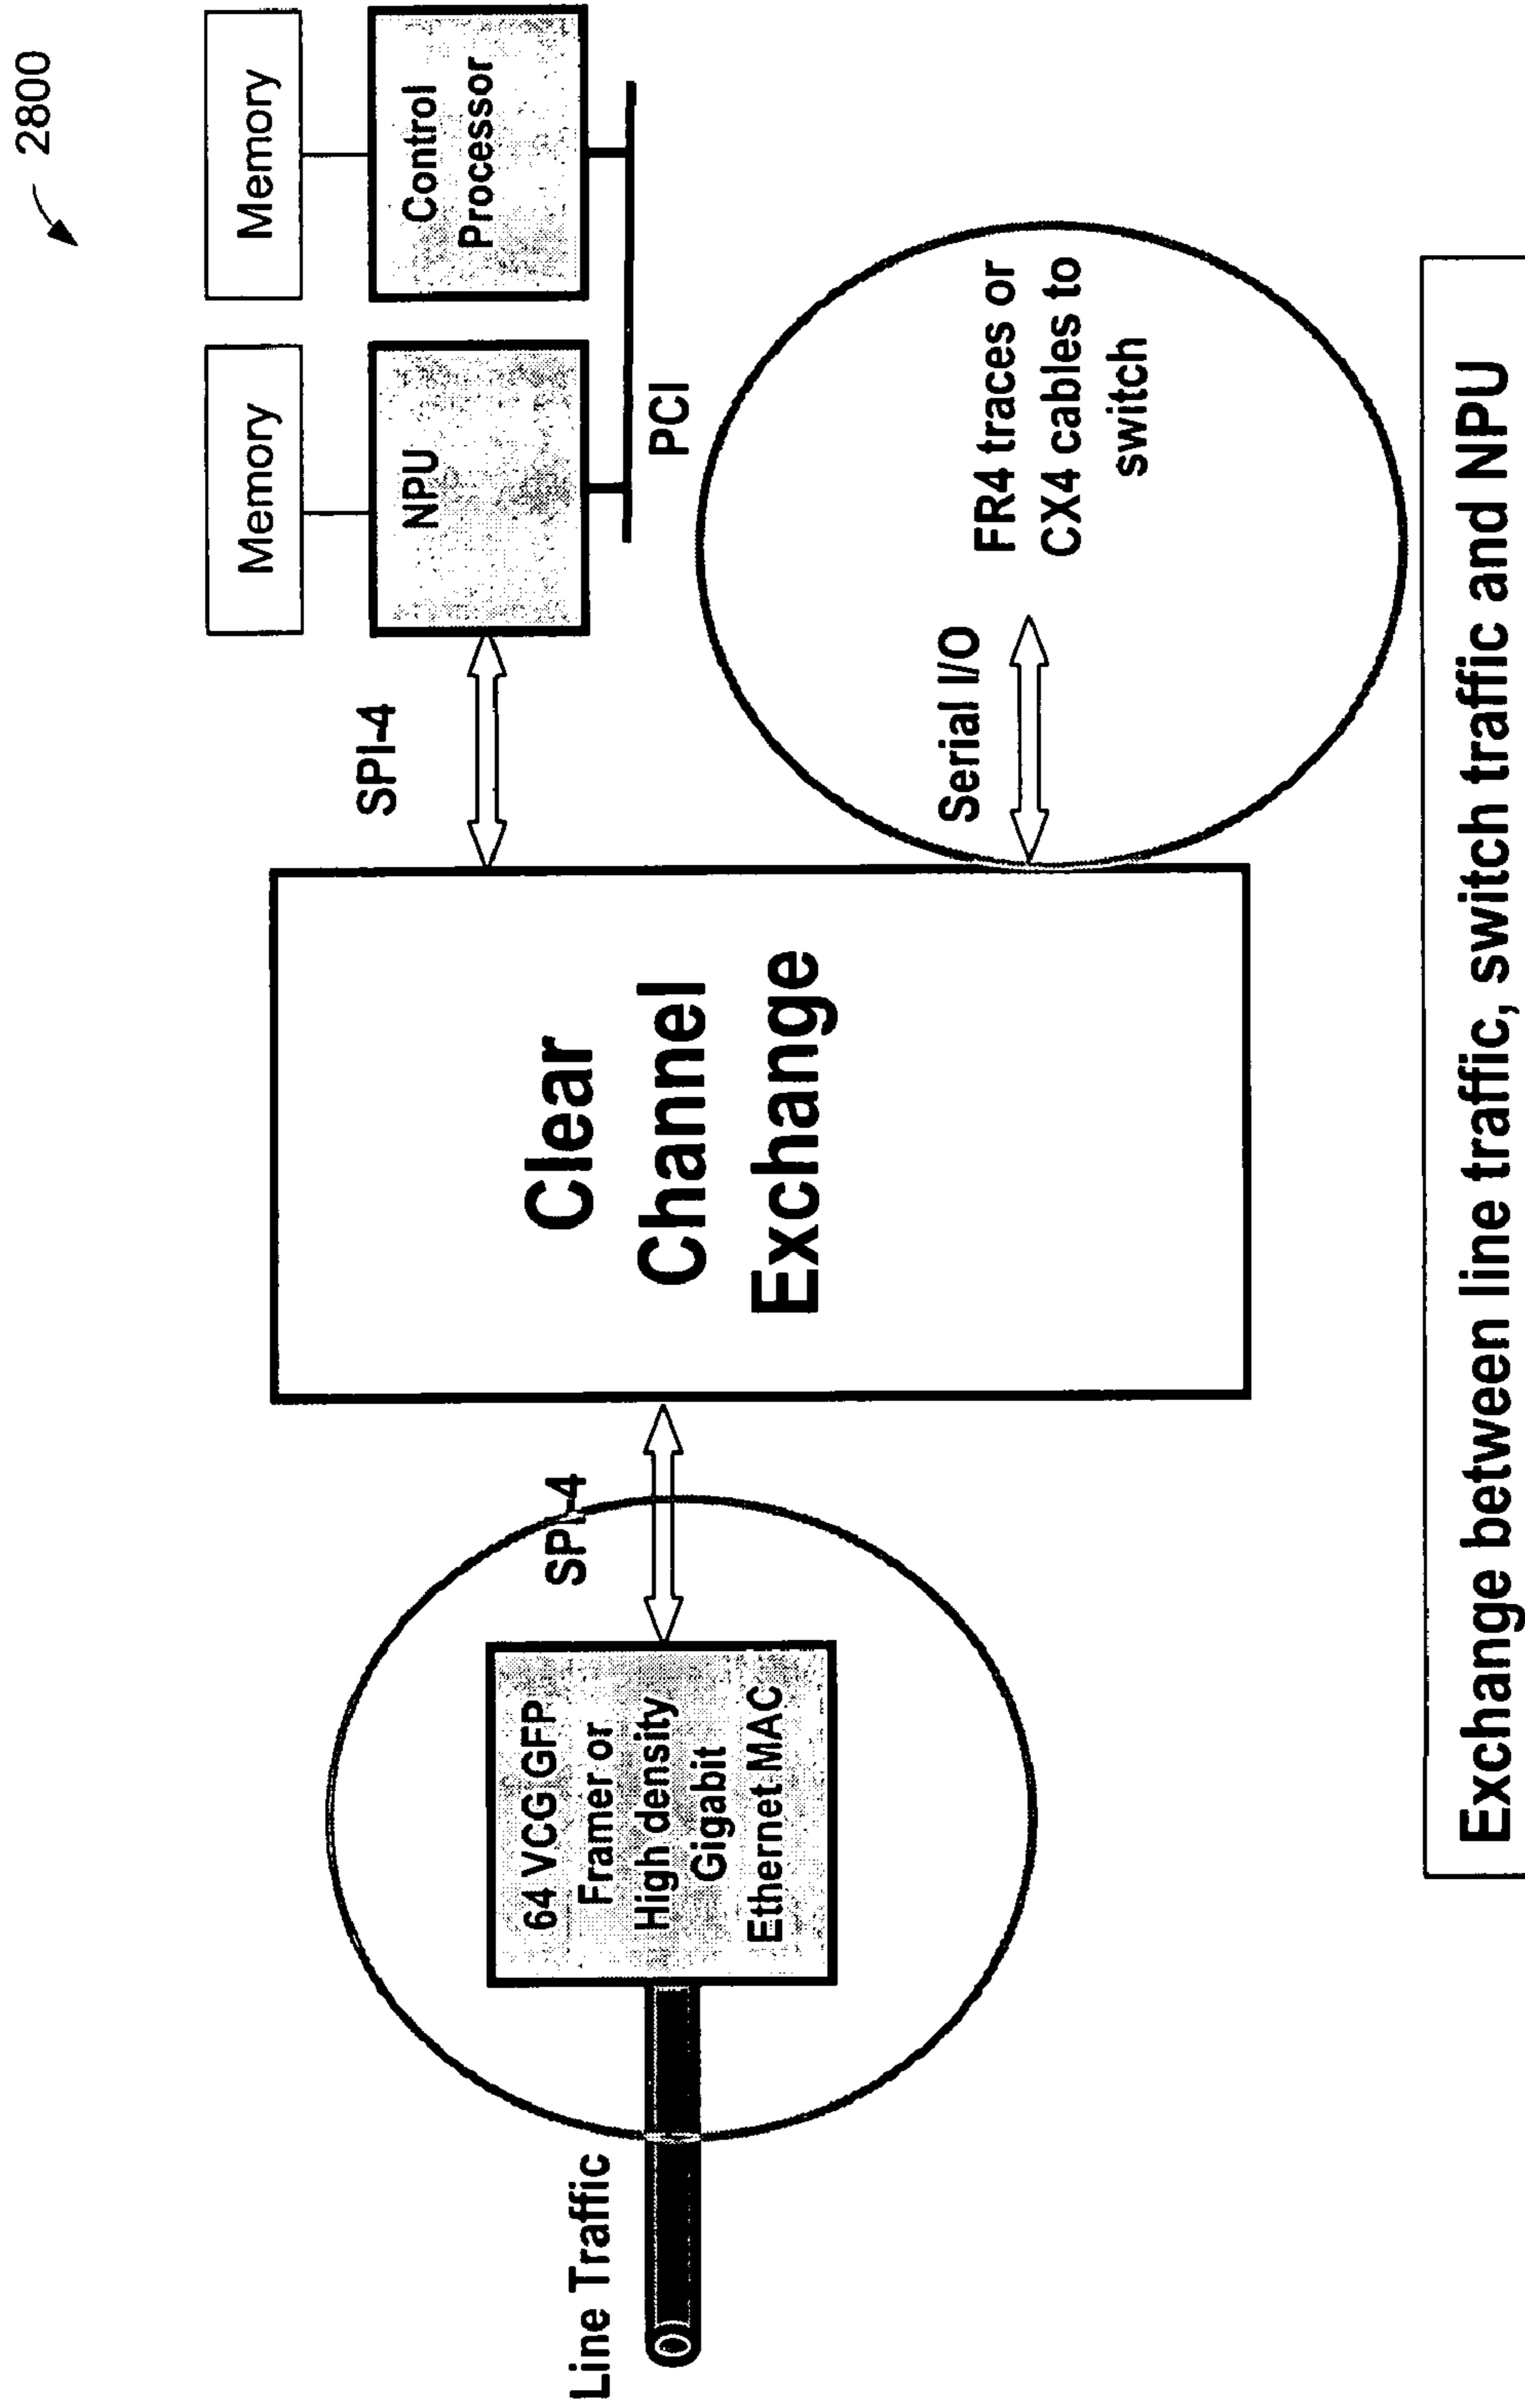 2800
Memory
Memory
NPU
Control
Processor
PCI
SPI-4
SPI-4
Clear
Channel
Exchange
Line Traffic
64 VCG GFP
Framer or
High density
Gigabit
Ethernet MAC
Serial I/O
FR4 traces or
CX4 cables to
switch
Exchange between line traffic, switch traffic and NPU